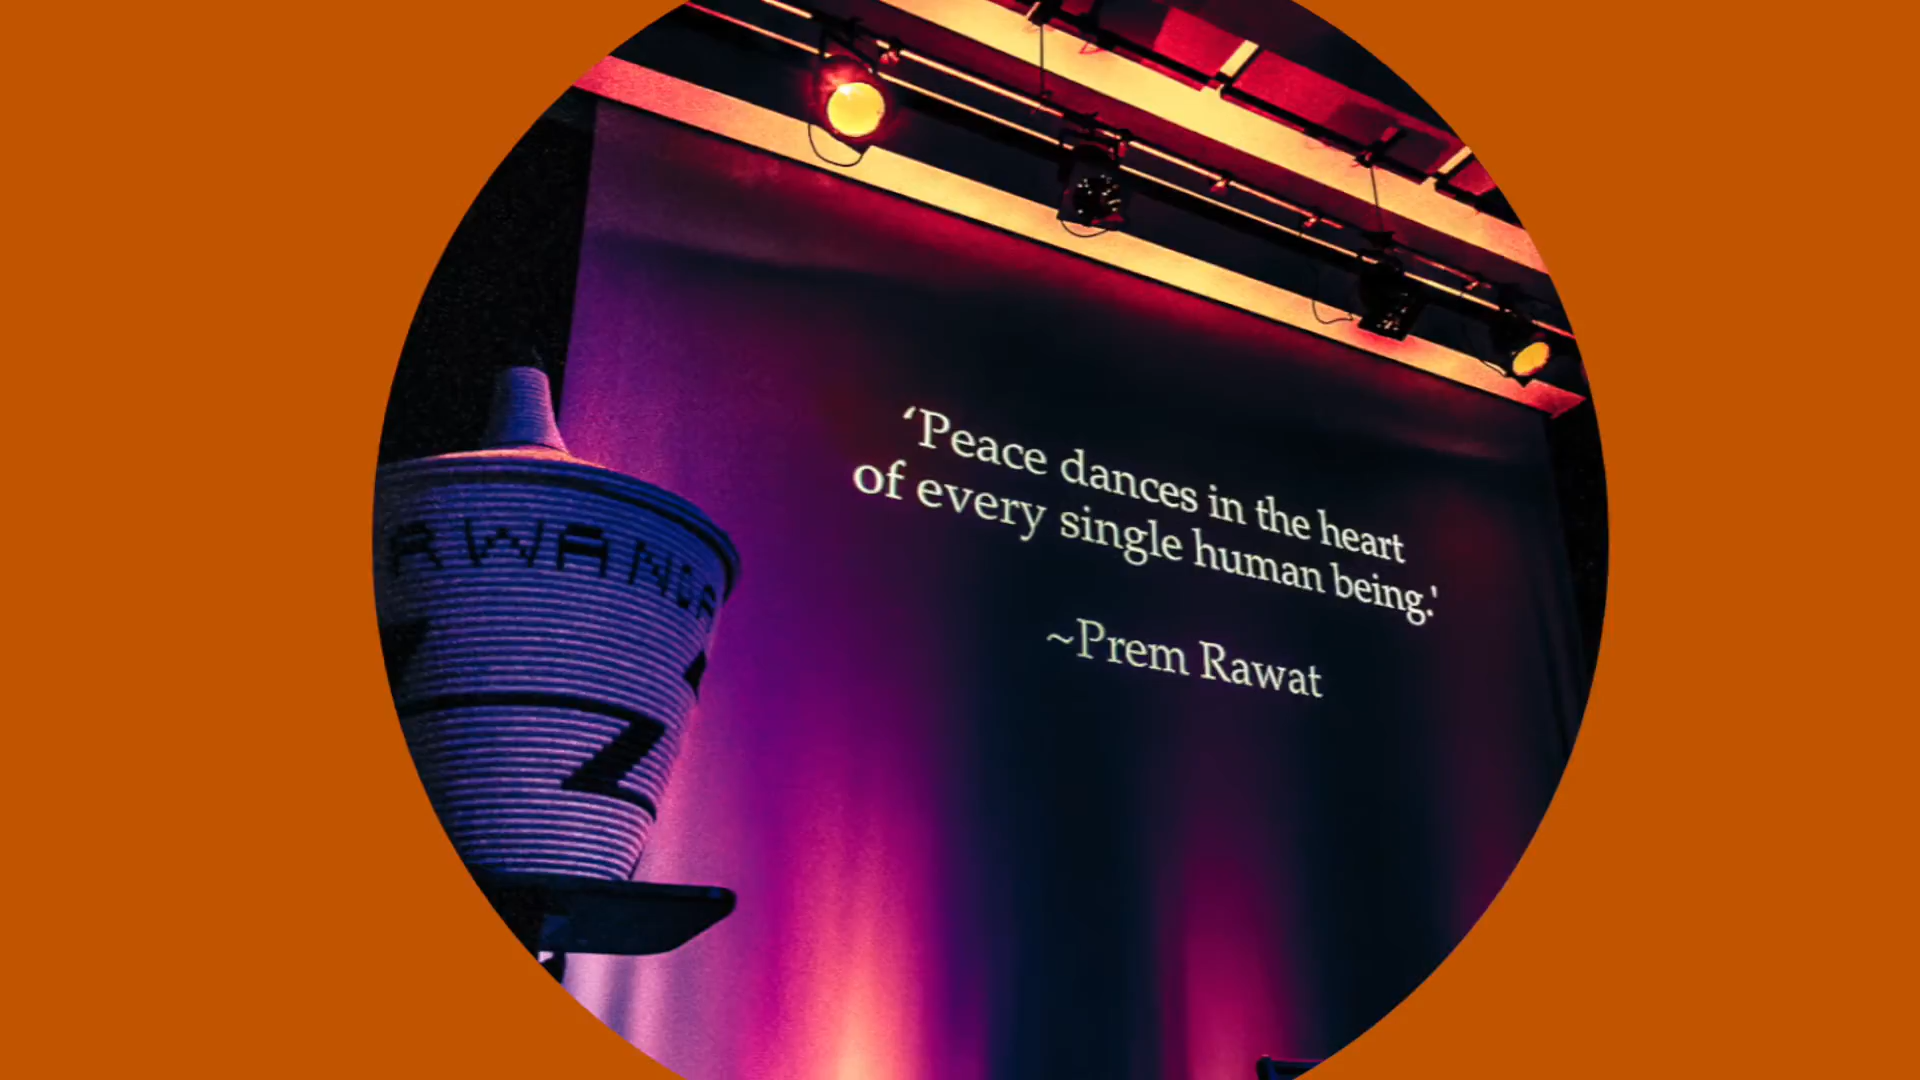 RWANDA
‘Peace dances in the heart
of every single human being.'
~Prem Rawat